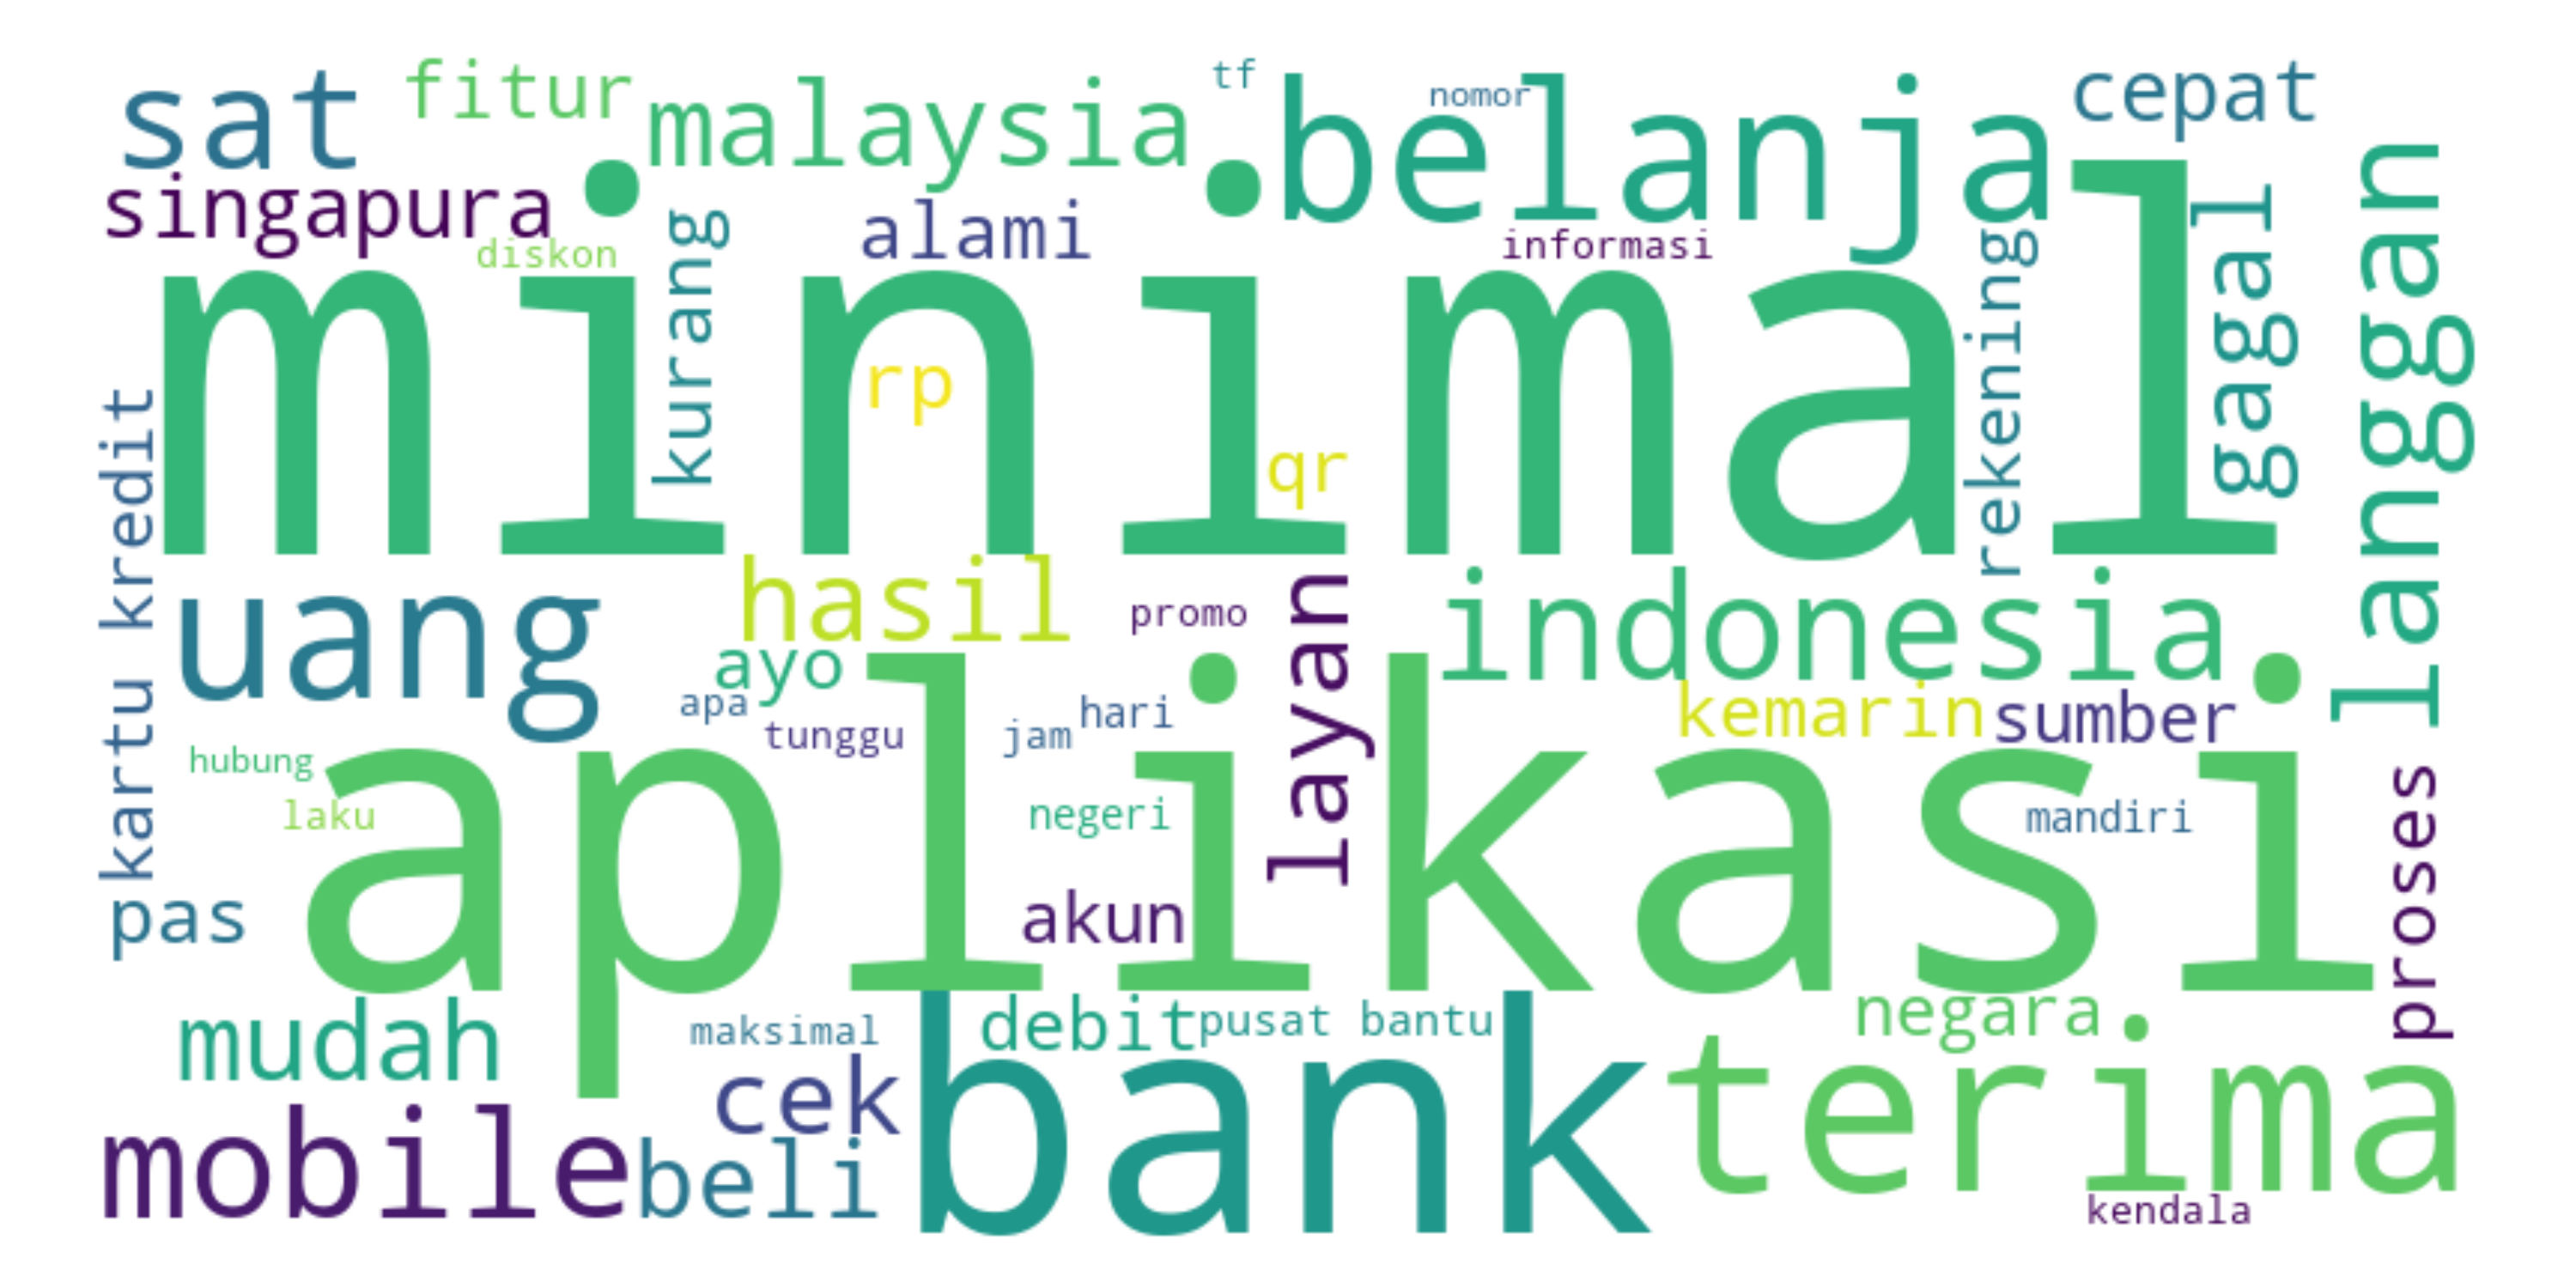 sat
fitur
malaysia
tf
belanja
nomor
cepat
singapura
diskon
kurang
alami
informasi
rekening
gagal
langgan
minimal
rp
qr
kartu kredit
uang
hasil
promo
layan
indonesia
ayo
apa
tunggu
jam
hari
kemarin
sumber
hubung
laku
aplikasi
negeri
mandiri
proses
pas
akun
mudah
maksimal
debit
pusat bantu
negara
cek
bank
terima
mobile
beli
kendala